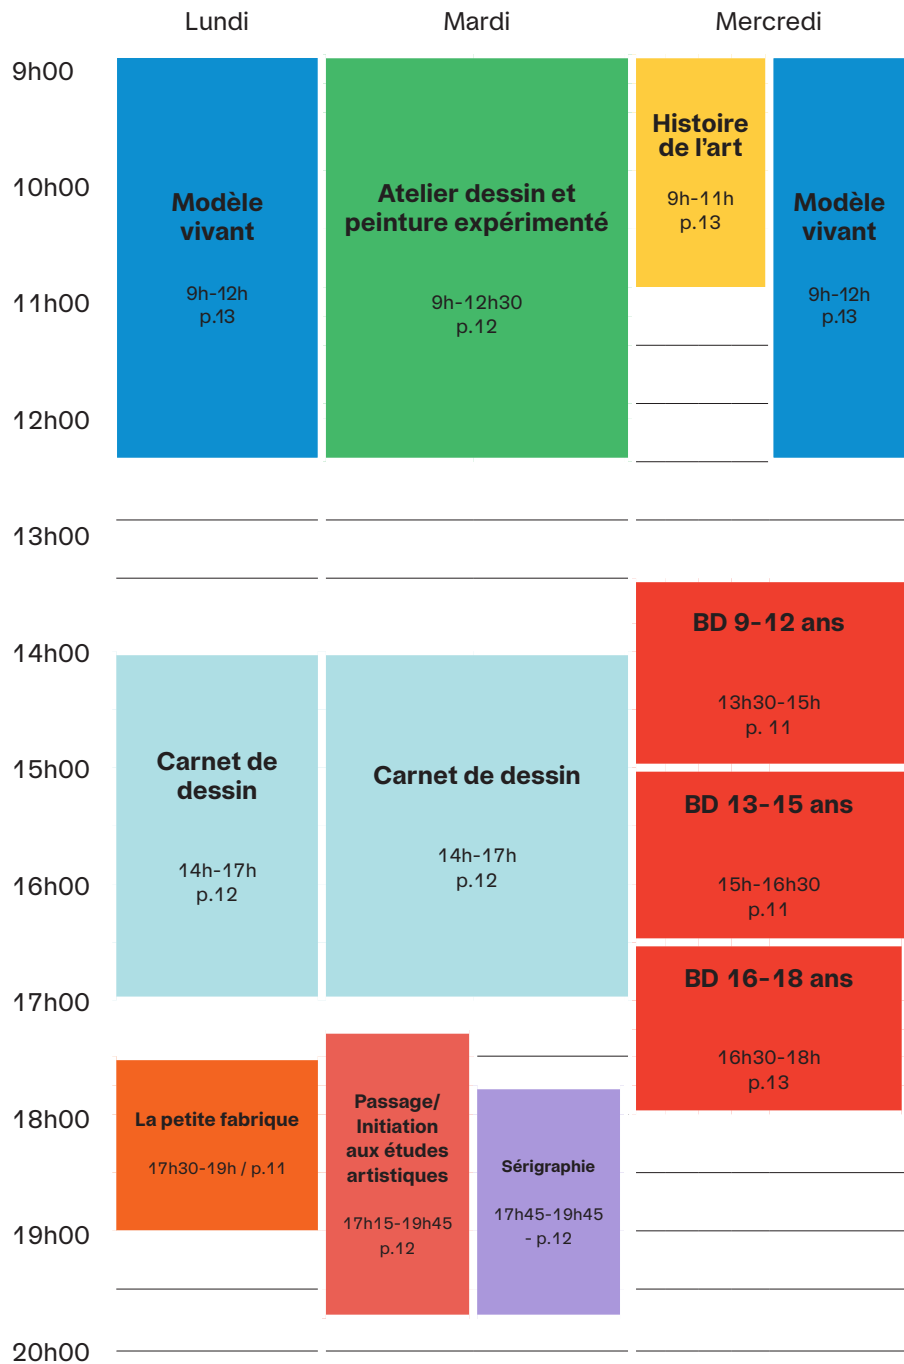 Lundi
Mardi
Mercredi
9h00
10h00
11h00
12h00
13h00
14h00
15h00
16h00
17h00
18h00
19h00
20h00
Modèle
vivant
9h-12h
p.13
Carnet de
dessin
14h-17h
p.12
La petite fabrique
17h30-19h / p.11
Atelier dessin et
peinture expérimenté
9h-12h30
p.12
Carnet de dessin
14h-17h
p.12
Passage/
Initiation
aux études
artistiques
17h15-19h45
p.12
Sérigraphie
17h45-19h45
- p.12
Histoire
de l'art
9h-11h
p.13
Modèle
vivant
9h-12h
p.13
BD 9-12 ans
13h30-15h
p. 11
BD 13-15 ans
15h-16h30
p.11
BD 16-18 ans
16h30-18h
p.13